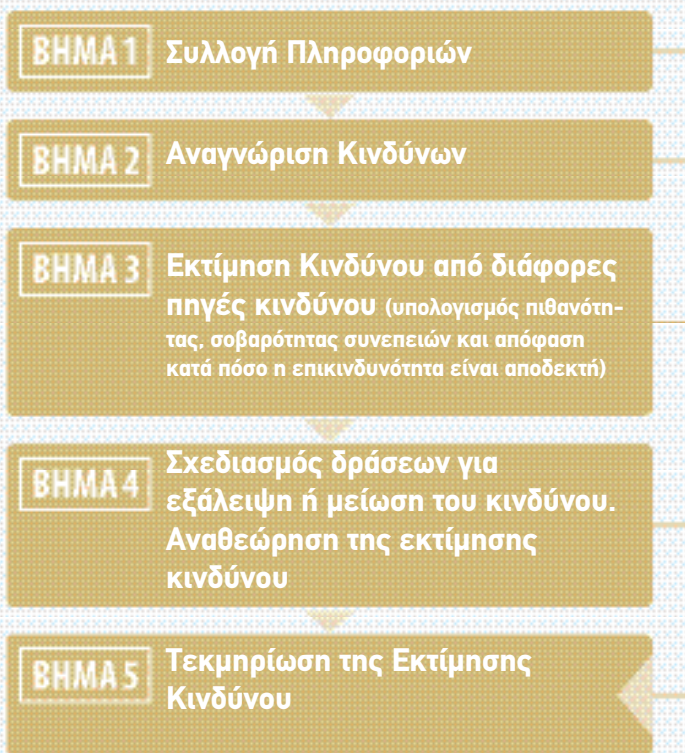 ΒΗΜΑ 1 Συλλογή Πληροφοριών
ΒΗΜΑ 2 Αναγνώριση Κινδύνων
ΒΗΜΑ 3 Εκτίμηση Κινδύνου από διάφορες
πηγές κινδύνου (υπολογισμός πιθανότη-
τας, σοβαρότητας συνεπειών και απόφαση
κατά πόσο η επικινδυνότητα είναι αποδεκτή)
ΒΗΜΑ 4 Σχεδιασμός δράσεων για
εξάλειψη ή μείωση του κινδύνου.
Αναθεώρηση της εκτίμησης
κινδύνου
ΒΗΜΑ 5 Τεκμηρίωση της Εκτίμησης
Κινδύνου